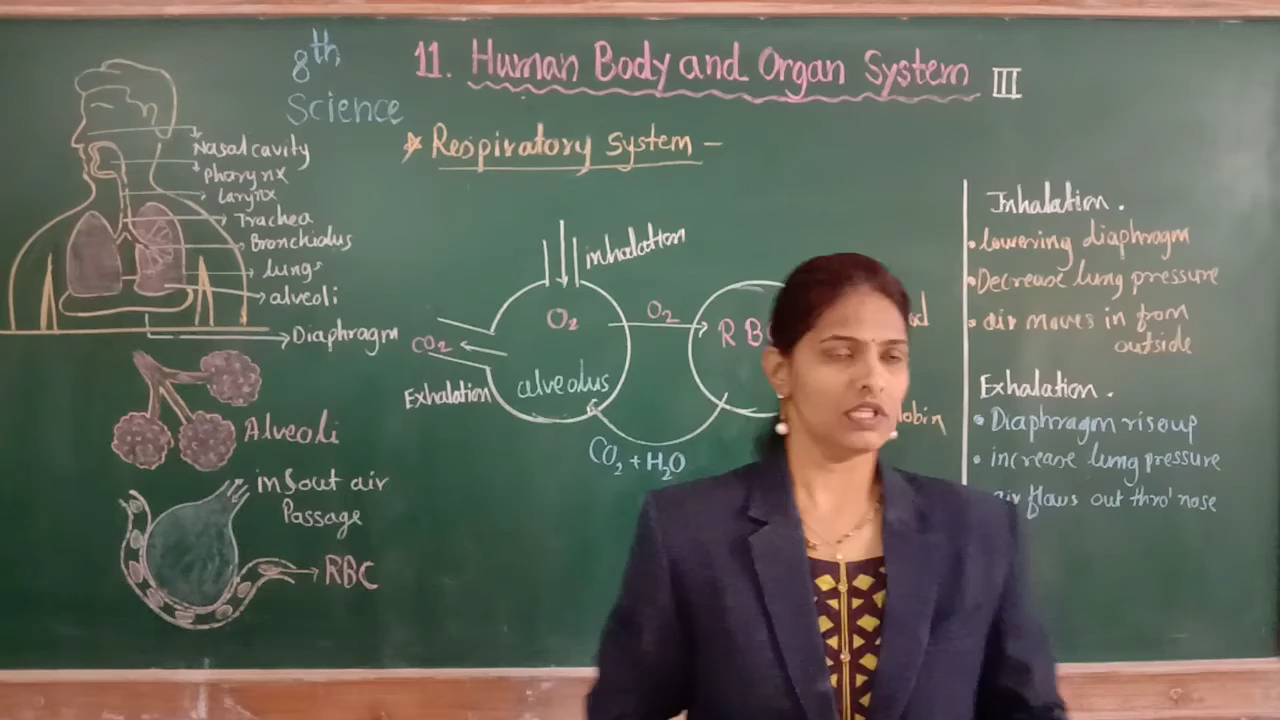 8th
Science
11. Human Body and Organ System III
* Respiratory System -
Nasal cavity
Pharynx
Larynx
Trachea
Bronchiolus
lungs
alveoli
Diaphragm
Alveoli
in & out air
Passage
RBC
inhalation
O2
O2
CO2
alveolus
Exhalation
CO2 + H2O
Inhalation.
• lowering diaphragm
• Decrease lung pressure
• air moves in from
outside
Exhalation.
• Diaphragm rise up
• increase lung pressure
air flows out thro' nose